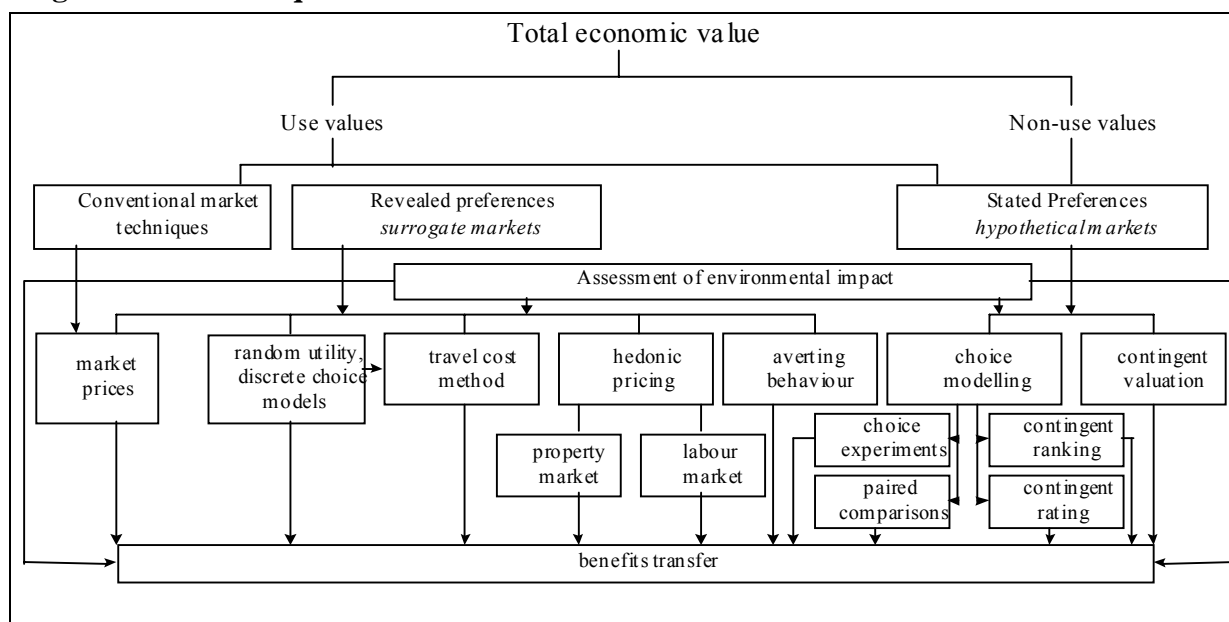 Total economic value
Use values
Non-use values
Conventional market
techniques
Revealed preferences
surrogate markets
Stated Preferences
hypothetical markets
Assessment of environmental impact
market
prices
random utility,
discrete choice
models
travel cost
method
hedonic
pricing
averting
behaviour
choice
modelling
contingent
valuation
property
market
labour
market
choice
experiments
contingent
ranking
paired
comparisons
contingent
rating
benefits transfer